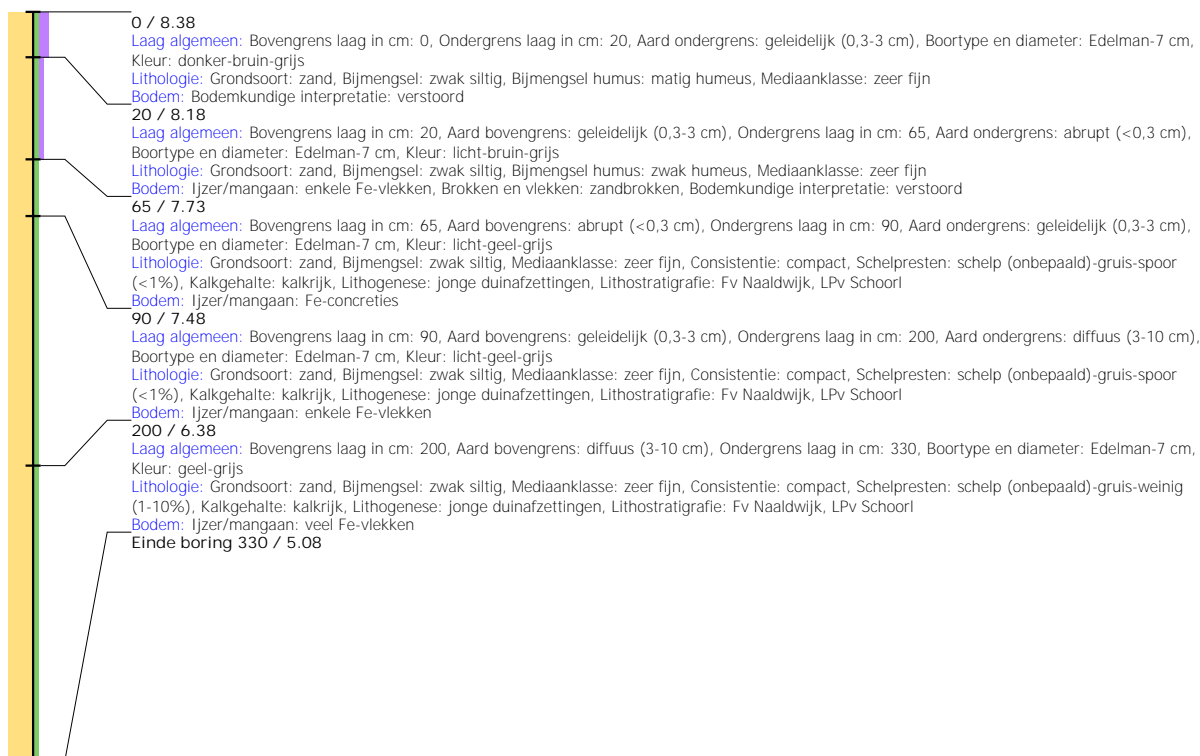 0 / 8.38
Laag algemeen: Bovengrens laag in cm: 0, Ondergrens laag in cm: 20, Aard ondergrens: geleidelijk (0,3-3 cm), Boortype en diameter: Edelman-7 cm,
Kleur: donker-bruin-grijs
Lithologie: Grondsoort: zand, Bijmengsel: zwak siltig, Bijmengsel humus: matig humeus, Mediaanklasse: zeer fijn
Bodem: Bodemkundige interpretatie: verstoord
20 / 8.18
Laag algemeen: Bovengrens laag in cm: 20, Aard bovengrens: geleidelijk (0,3-3 cm), Ondergrens laag in cm: 65, Aard ondergrens: abrupt (<0,3 cm),
Boortype en diameter: Edelman-7 cm, Kleur: licht-bruin-grijs
Lithologie: Grondsoort: zand, Bijmengsel: zwak siltig, Bijmengsel humus: zwak humeus, Mediaanklasse: zeer fijn
Bodem: Ijzer/mangaan: enkele Fe-vlekken, Brokken en vlekken: zandbrokken, Bodemkundige interpretatie: verstoord
65 / 7.73
Laag algemeen: Bovengrens laag in cm: 65, Aard bovengrens: abrupt (<0,3 cm), Ondergrens laag in cm: 90, Aard ondergrens: geleidelijk (0,3-3 cm),
Boortype en diameter: Edelman-7 cm, Kleur: licht-geel-grijs
Lithologie: Grondsoort: zand, Bijmengsel: zwak siltig, Mediaanklasse: zeer fijn, Consistentie: compact, Schelpresten: schelp (onbepaald)-gruis-spoor
(<1%), Kalkgehalte: kalkrijk, Lithogenese: jonge duinafzettingen, Lithostratigrafie: Fv Naaldwijk, LPv Schoorl
Bodem: Ijzer/mangaan: Fe-concreties
90 / 7.48
Laag algemeen: Bovengrens laag in cm: 90, Aard bovengrens: geleidelijk (0,3-3 cm), Ondergrens laag in cm: 200, Aard ondergrens: diffuus (3-10 cm),
Boortype en diameter: Edelman-7 cm, Kleur: licht-geel-grijs
Lithologie: Grondsoort: zand, Bijmengsel: zwak siltig, Mediaanklasse: zeer fijn, Consistentie: compact, Schelpresten: schelp (onbepaald)-gruis-spoor
(<1%), Kalkgehalte: kalkrijk, Lithogenese: jonge duinafzettingen, Lithostratigrafie: Fv Naaldwijk, LPv Schoorl
Bodem: Ijzer/mangaan: enkele Fe-vlekken
200 / 6.38
Laag algemeen: Bovengrens laag in cm: 200, Aard bovengrens: diffuus (3-10 cm), Ondergrens laag in cm: 330, Boortype en diameter: Edelman-7 cm,
Kleur: geel-grijs
Lithologie: Grondsoort: zand, Bijmengsel: zwak siltig, Mediaanklasse: zeer fijn, Consistentie: compact, Schelpresten: schelp (onbepaald)-gruis-weinig
(1-10%), Kalkgehalte: kalkrijk, Lithogenese: jonge duinafzettingen, Lithostratigrafie: Fv Naaldwijk, LPv Schoorl
Bodem: Ijzer/mangaan: veel Fe-vlekken
Einde boring 330 / 5.08